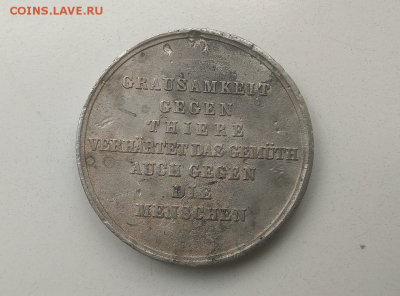 COINS.LAVE.RU
GRAUSAMKEIT
GEGEN
THIERE
VERHÄRTET DAS GEMÜTH
AUCH GEGEN
DIE
MENSCHEN